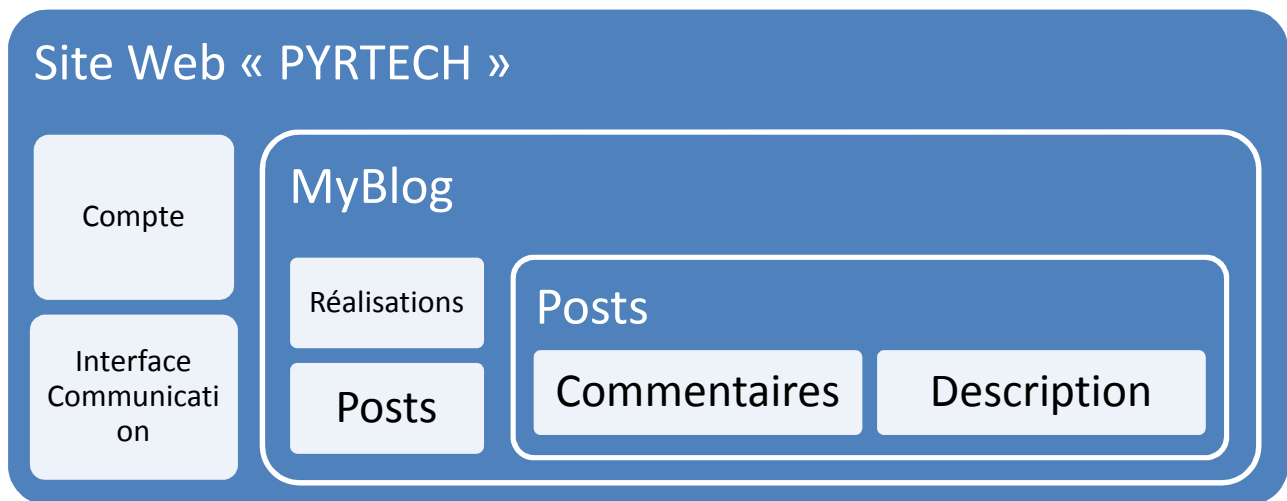 Site Web « PYRTECH »
Compte
Interface
Communicati
on
MyBlog
Réalisations
Posts
Posts
Commentaires
Description